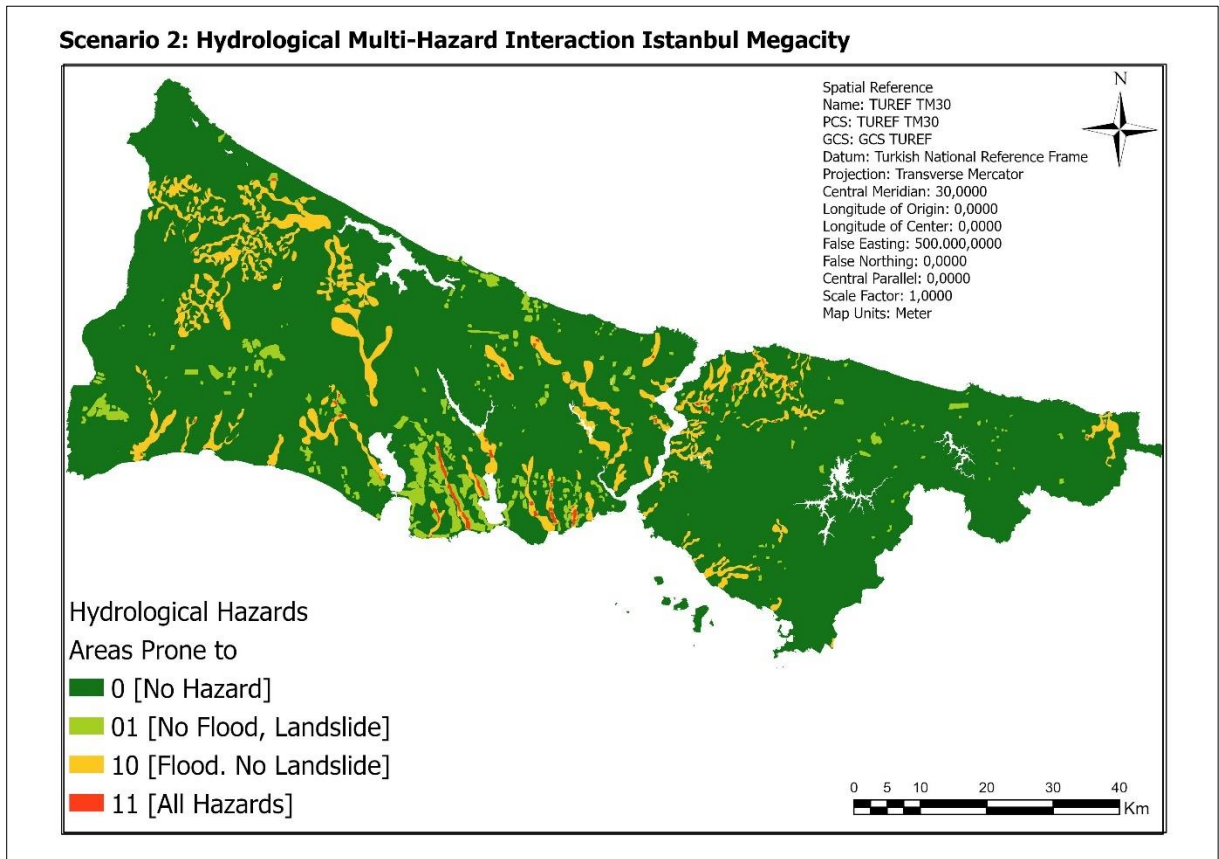 Scenario 2: Hydrological Multi-Hazard Interaction Istanbul Megacity
Spatial Reference
Name: TUREF TM30
PCS: TUREF TM30
GCS: GCS TUREF
Datum: Turkish National Reference Frame
Projection: Transverse Mercator
Central Meridian: 30,0000
Longitude of Origin: 0,0000
Longitude of Center: 0,0000
False Easting: 500.000,0000
False Northing: 0,0000
Central Parallel: 0,0000
Scale Factor: 1,0000
Map Units: Meter
N
Hydrological Hazards
Areas Prone to
0 [No Hazard]
01 [No Flood, Landslide]
10 [Flood. No Landslide]
11 [All Hazards]
0 5 10 20 30 40
Km